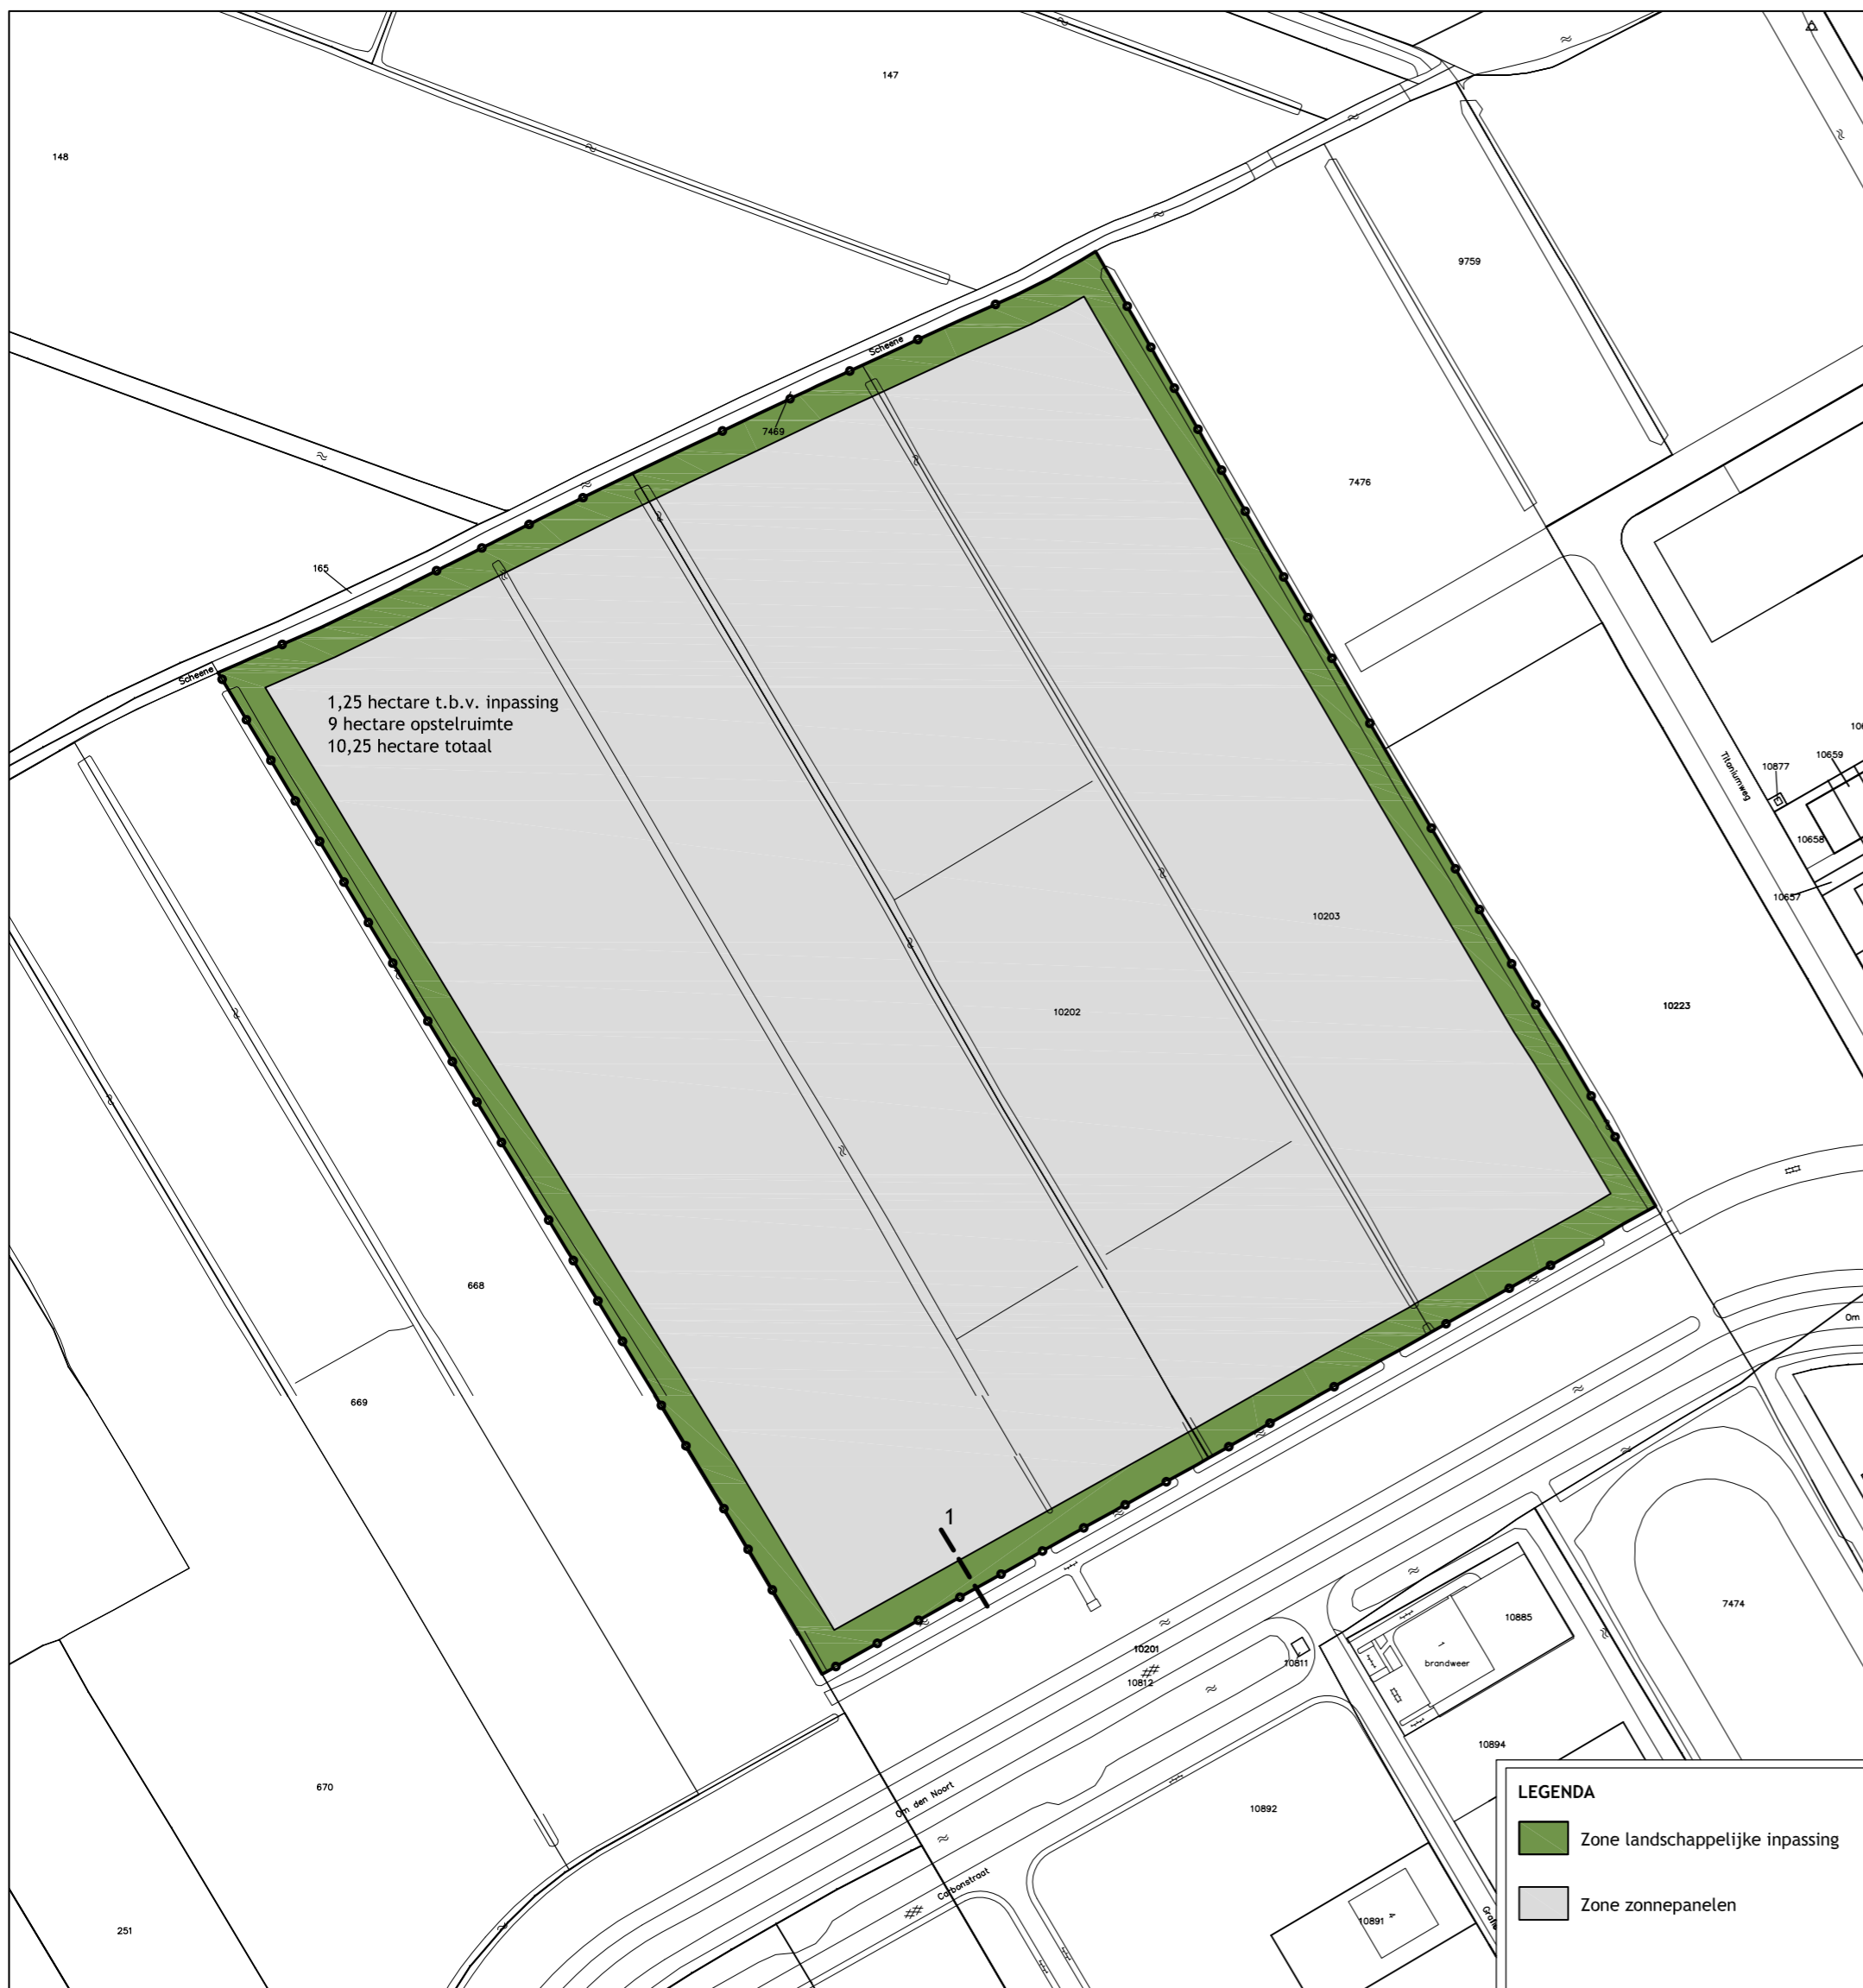 147
148
9759
Scheene
7469
7476
165
Scheene
1,25 hectare t.b.v. inpassing
9 hectare opstelruimte
10,25 hectare totaal
Titaniumweg
10877
10659
10658
10657
10203
10223
10202
668
669
Om
1
7474
10885
1
brandweer
10201
10811
10812
10894
670
Om den Noort
10892
Carbonstraat
10891
4
251
LEGENDA
Zone landschappelijke inpassing
Zone zonnepanelen